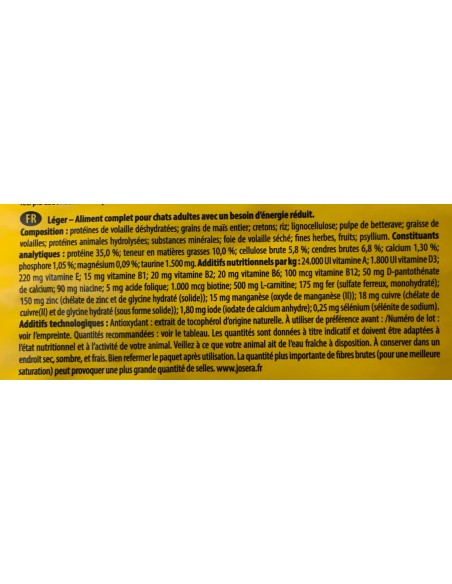 FR Léger – Aliment complet pour chats adultes avec un besoin d'énergie réduit.
Composition : protéines de volaille déshydratées; grains de maïs entier; cretons; riz; lignocellulose; pulpe de betterave; graisse de
volailles; protéines animales hydrolysées; substances minérales; foie de volaille séché; fines herbes, fruits; psyllium. Constituants
analytiques : protéine 35,0 %; teneur en matières grasses 10,0 %; cellulose brute 5,8 %; cendres brutes 6,8 %; calcium 1,30 %;
phosphore 1,05 %; magnésium 0,09 %; taurine 1.500 mg. Additifs nutritionnels par kg : 24.000 UI vitamine A; 1.800 UI vitamine D3;
220 mg vitamine E; 15 mg vitamine B1; 20 mg vitamine B2; 20 mg vitamine B6; 100 mcg vitamine B12; 50 mg D-pantothénate
de calcium; 90 mg niacine; 5 mg acide folique; 1.000 mcg biotine; 500 mg L-carnitine; 175 mg fer (sulfate ferreux, monohydraté);
150 mg zinc (chélate de zinc et de glycine hydraté (solide)); 15 mg manganèse (oxyde de manganèse (II)); 18 mg cuivre (chélate de
cuivre(II) et de glycine hydraté (sous forme solide)); 1,80 mg iode (iodate de calcium anhydre); 0,25 mg sélénium (sélénite de sodium).
Additifs technologiques : Antioxydant : extrait de tocophérol d'origine naturelle. À utiliser de préférence avant : /Numéro de lot :
voir l'empreinte. Quantités recommandées : voir le tableau. Les quantités sont données à titre indicatif et doivent être adaptées à
l'état nutritionnel et à l'activité de votre animal. Veillez à ce que votre animal ait de l'eau fraîche à disposition. À conserver dans un
endroit sec, sombre, et frais. Bien refermer le paquet après utilisation. La quantité plus importante de fibres brutes (pour une meilleure
saturation) peut provoquer une plus grande quantité de selles. www.josera.fr